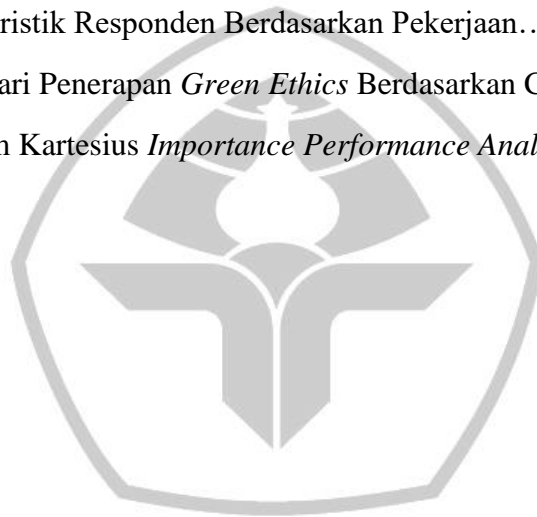 ristik Responden Berdasarkan Pekerjaan…
ari Penerapan Green Ethics Berdasarkan
Kartesius Importance Performance Anal